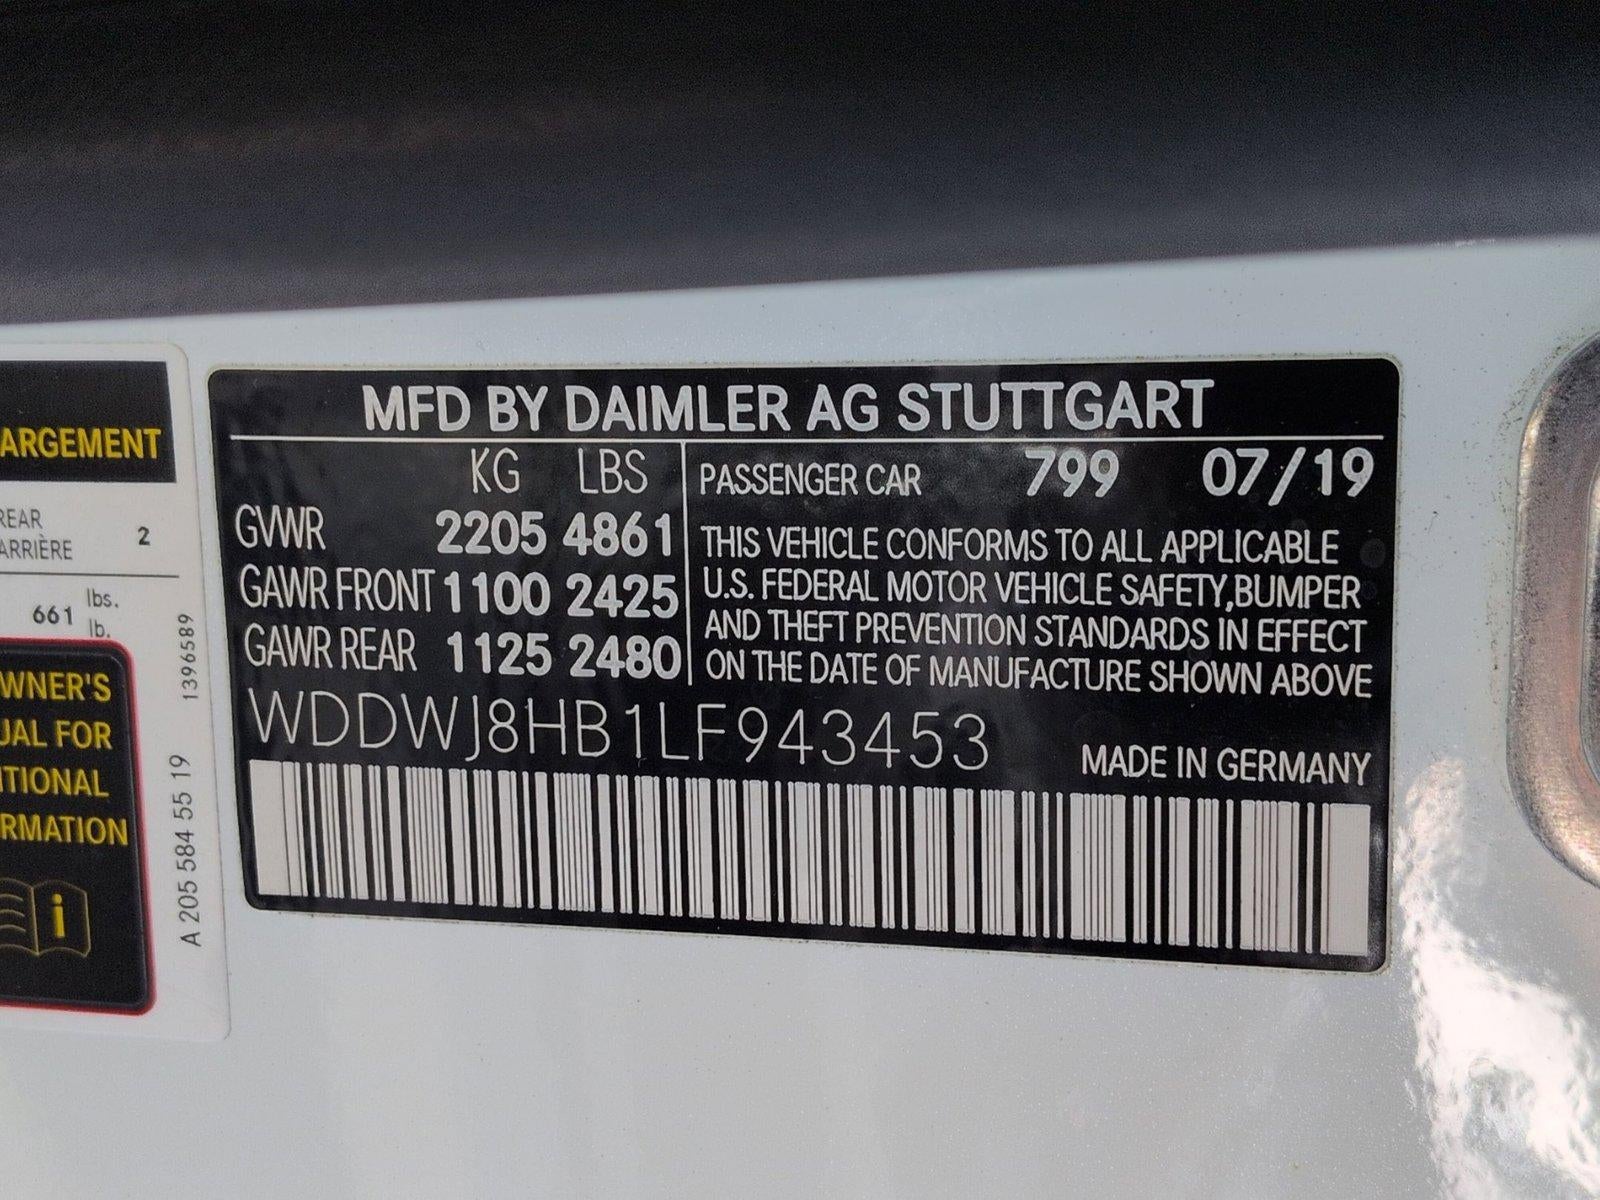 ARGEMENT
REAR
ARRIÈRE 2
661 lbs.
lb.
WNER'S
UAL FOR
ITIONAL
RMATION
i
A 205 584 55 19 1396589
MFD BY DAIMLER AG STUTTGART
KG LBS
GVWR 2205 4861
GAWR FRONT 1100 2425
GAWR REAR 1125 2480
PASSENGER CAR 799 07/19
THIS VEHICLE CONFORMS TO ALL APPLICABLE
U.S. FEDERAL MOTOR VEHICLE SAFETY,BUMPER
AND THEFT PREVENTION STANDARDS IN EFFECT
ON THE DATE OF MANUFACTURE SHOWN ABOVE
WDDWJ8HB1LF943453
MADE IN GERMANY